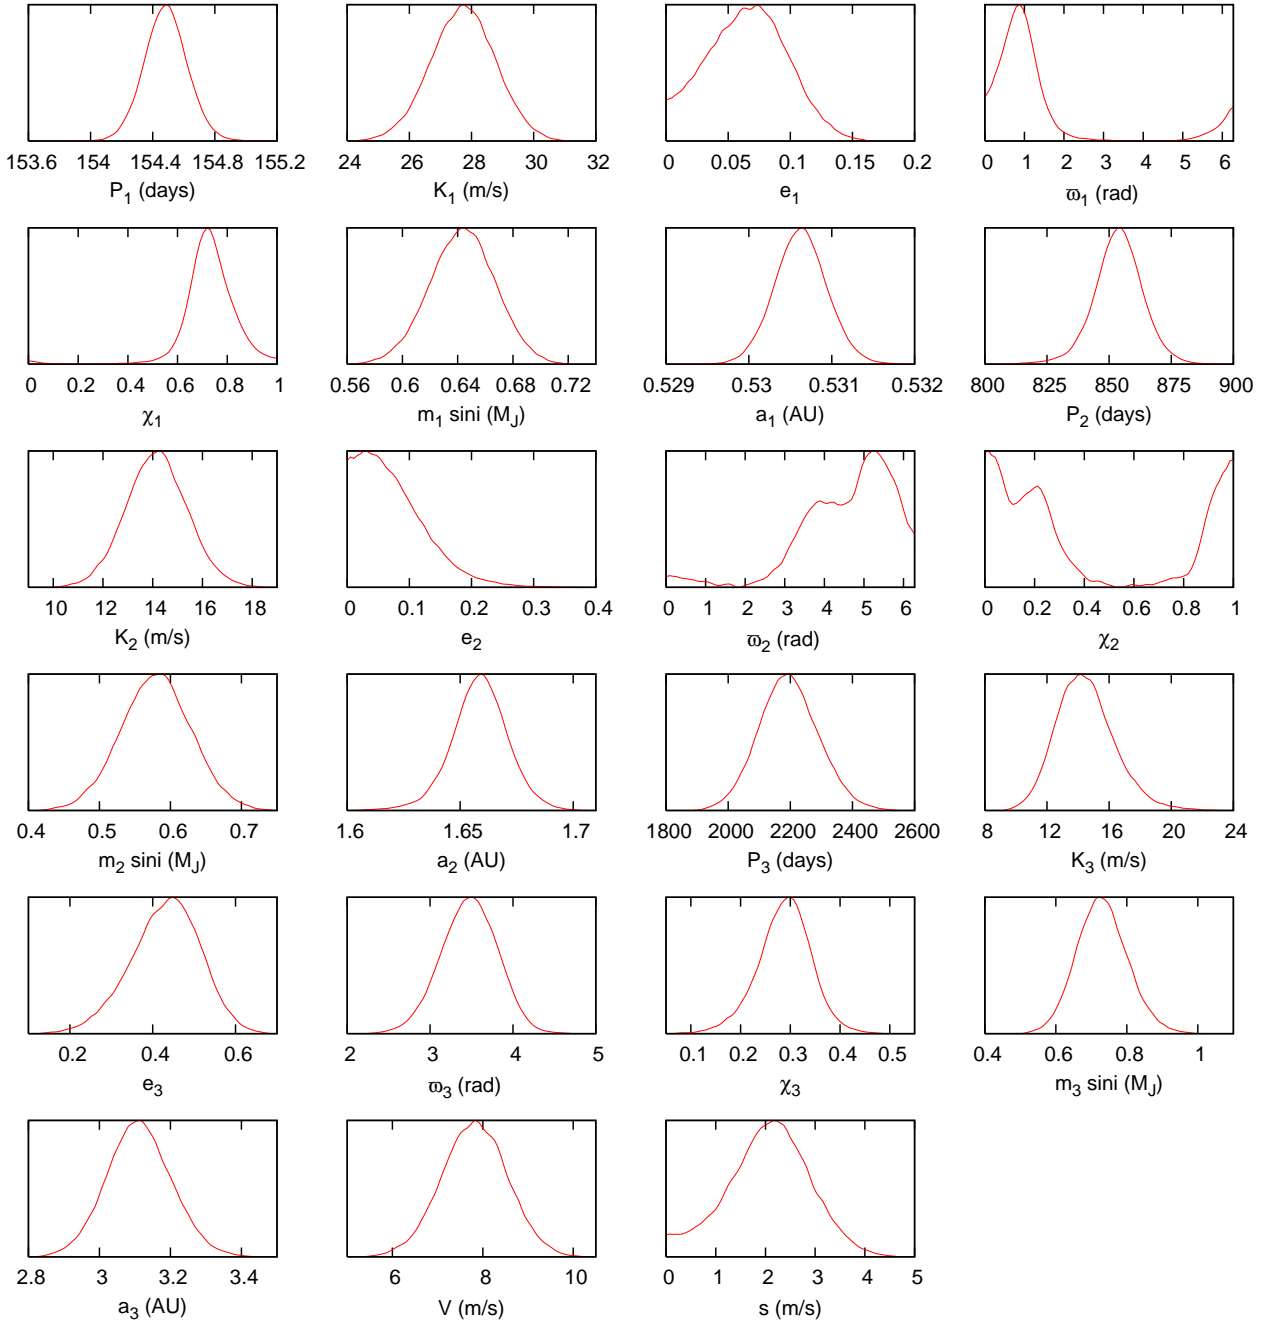 153.6 154 154.4 154.8 155.2
P₁ (days)
24 26 28 30 32
K₁ (m/s)
0 0.05 0.1 0.15 0.2
e₁
0 1 2 3 4 5 6
ϖ₁ (rad)
0 0.2 0.4 0.6 0.8 1
χ₁
0.56 0.6 0.64 0.68 0.72
m₁ sini (M_J)
0.529 0.53 0.531 0.532
a₁ (AU)
800 825 850 875 900
P₂ (days)
10 12 14 16 18
K₂ (m/s)
0 0.1 0.2 0.3 0.4
e₂
0 1 2 3 4 5 6
ϖ₂ (rad)
0 0.2 0.4 0.6 0.8 1
χ₂
0.4 0.5 0.6 0.7
m₂ sini (M_J)
1.6 1.65 1.7
a₂ (AU)
1800 2000 2200 2400 2600
P₃ (days)
8 12 16 20 24
K₃ (m/s)
0.2 0.4 0.6
e₃
2 3 4 5
ϖ₃ (rad)
0.1 0.2 0.3 0.4 0.5
χ₃
0.4 0.6 0.8 1
m₃ sini (M_J)
2.8 3 3.2 3.4
a₃ (AU)
6 8 10
V (m/s)
0 1 2 3 4 5
s (m/s)